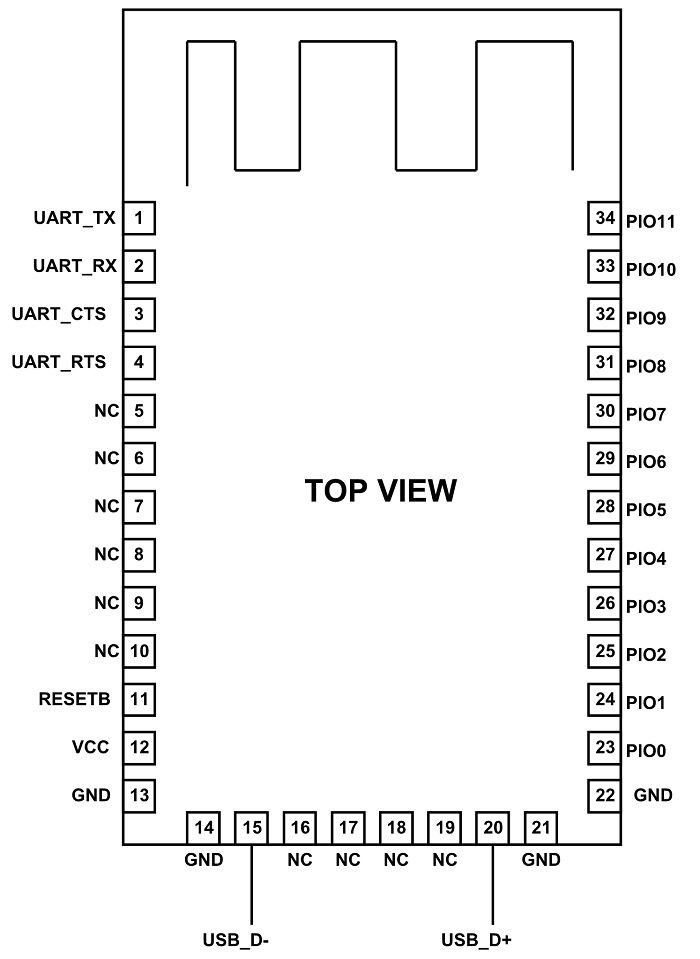 UART_TX 1 34 PIO11
UART_RX 2 33 PIO10
UART_CTS 3 32 PIO9
UART_RTS 4 31 PIO8
NC 5 30 PIO7
NC 6 29 PIO6
TOP VIEW
NC 7 28 PIO5
NC 8 27 PIO4
NC 9 26 PIO3
NC 10 25 PIO2
RESETB 11 24 PIO1
VCC 12 23 PIO0
GND 13 22 GND
14 15 16 17 18 19 20 21
GND NC NC NC NC GND
USB_D- USB_D+